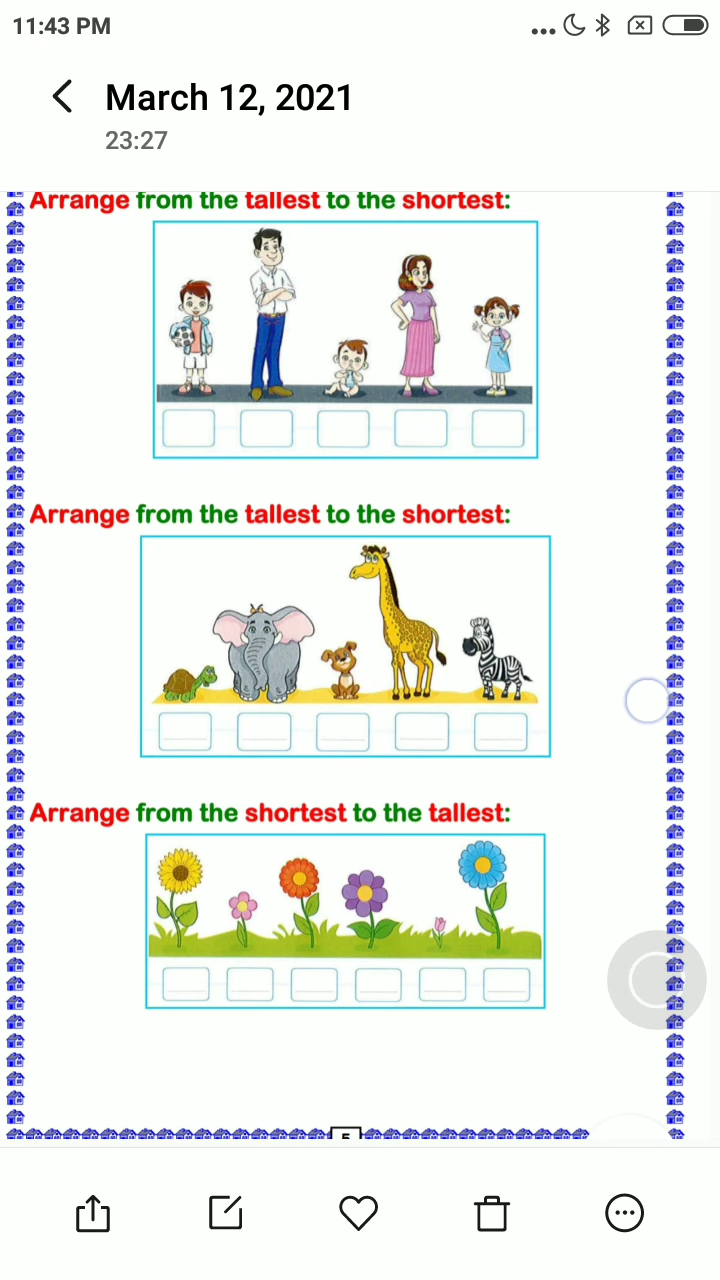 11:43 PM
March 12, 2021
23:27
Arrange from the tallest to the shortest:
Arrange from the tallest to the shortest:
Arrange from the shortest to the tallest:
5